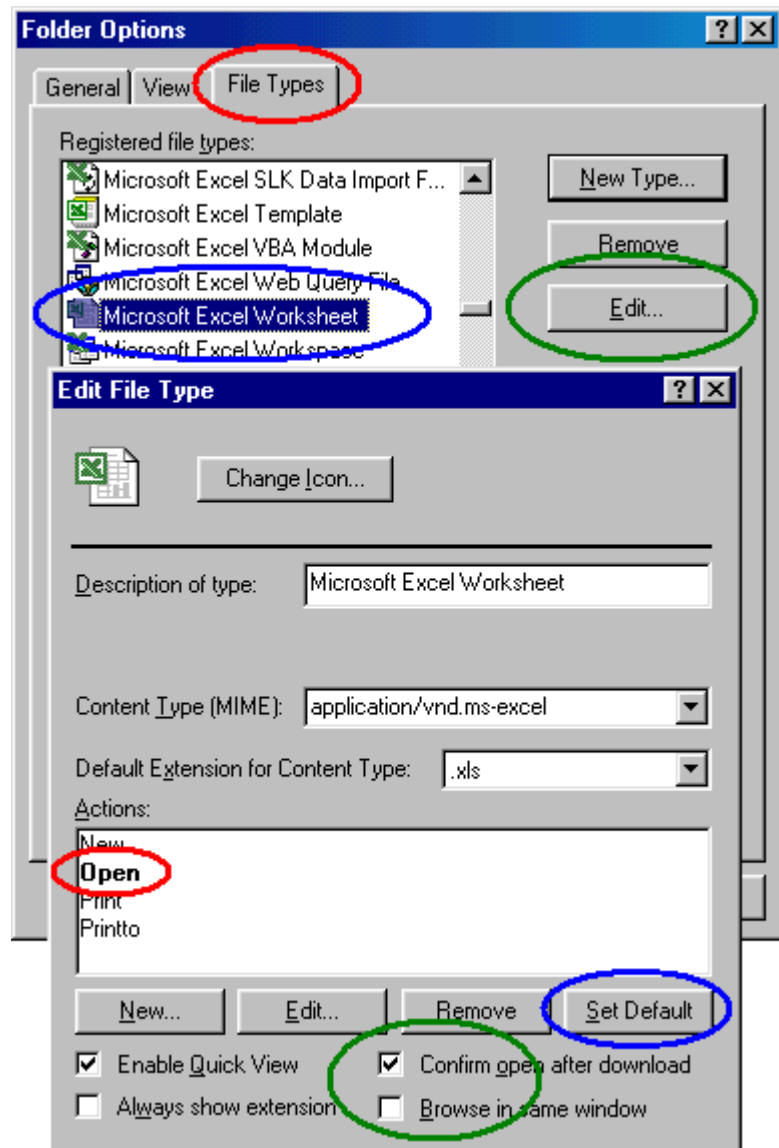 Folder Options
General View File Types
Registered file types:
Microsoft Excel SLK Data Import F...
Microsoft Excel Template
Microsoft Excel VBA Module
Microsoft Excel Web Query File
Microsoft Excel Worksheet
Microsoft Excel Workspace
New Type...
Remove
Edit...
Edit File Type
Change Icon...
Description of type: Microsoft Excel Worksheet
Content Type (MIME): application/vnd.ms-excel
Default Extension for Content Type: .xls
Actions:
New
Open
Print
Printto
New... Edit... Remove Set Default
Enable Quick View Confirm open after download
Always show extension Browse in same window